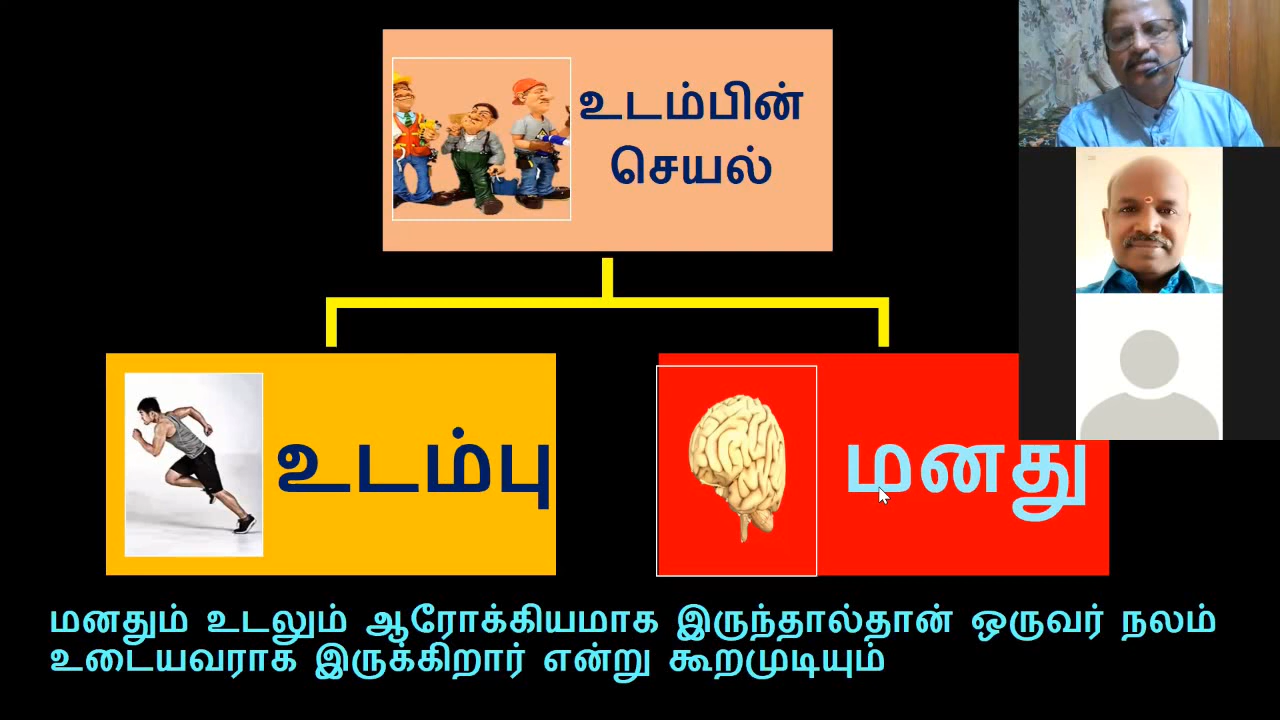 உடம்பின்
செயல்
உடம்பு
மனது
மனதும் உடலும் ஆரோக்கியமாக இருந்தால்தான் ஒருவர் நலம்
உடையவராக இருக்கிறார் என்று கூறமுடியும்